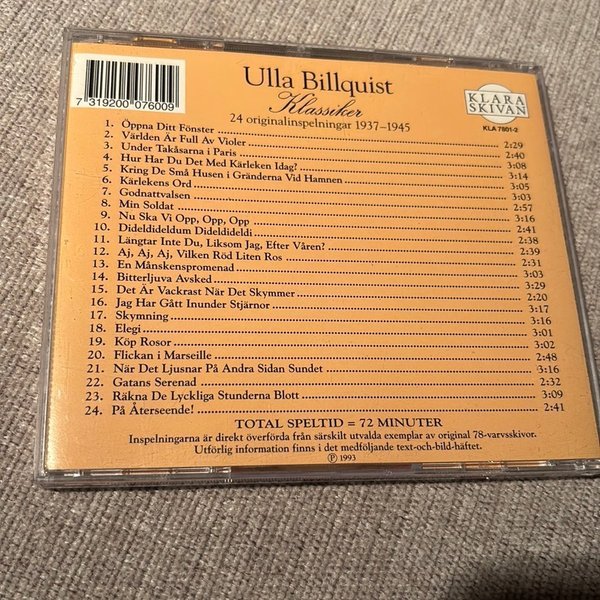 7 319200 076009
Ulla Billquist
Klassiker
24 originalinspelningar 1937–1945
KLARA
SKIVAN
KLA 7801-2
1. Öppna Ditt Fönster 2:29
2. Världen Är Full Av Violer 2:40
3. Under Takåsarna i Paris 3:08
4. Hur Har Du Det Med Kärleken Idag? 3:14
5. Kring De Små Husen i Gränderna Vid Hamnen 3:05
6. Kärlekens Ord 3:03
7. Godnattvalsen 2:57
8. Min Soldat 3:16
9. Nu Ska Vi Opp, Opp, Opp 2:41
10. Dideldideldum Dideldideldi 2:38
11. Längtar Inte Du, Liksom Jag, Efter Våren? 2:39
12. Aj, Aj, Aj, Vilken Röd Liten Ros 2:31
13. En Månskenspromenad 3:03
14. Bitterljuva Avsked 3:29
15. Det Är Vackrast När Det Skymmer 2:20
16. Jag Har Gått Inunder Stjärnor 3:17
17. Skymning 3:16
18. Elegi 3:01
19. Köp Rosor 3:02
20. Flickan i Marseille 2:48
21. När Det Ljusnar På Andra Sidan Sundet 3:16
22. Gatans Serenad 2:32
23. Räkna De Lyckliga Stunderna Blott 3:09
24. På Återseende! 2:41
TOTAL SPELTID = 72 MINUTER
Inspelningarna är direkt överförda från särskilt utvalda exemplar av original 78-varvsskivor.
Utförlig information finns i det medföljande text-och-bild-häftet.
Ⓟ 1993